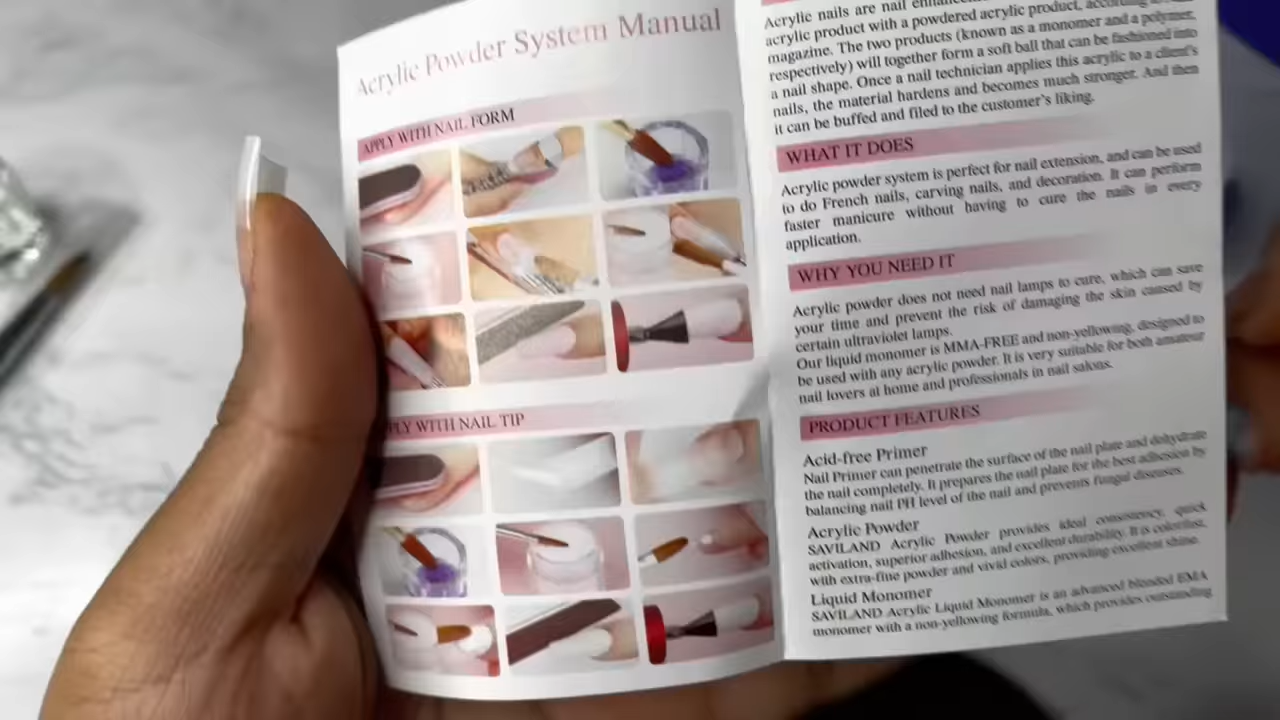 Acrylic Powder System Manual
APPLY WITH NAIL FORM
PLY WITH NAIL TIP
Acrylic nails are nail
acrylic product with a powdered acrylic product,
magazine. The two products (known as a monomer and a polymer,
respectively) will together form a soft ball that can be fashioned into
a nail shape. Once a nail technician applies this acrylic to a client's
nails, the material hardens and becomes much stronger. And then
it can be buffed and filed to the customer's liking.
WHAT IT DOES
Acrylic powder system is perfect for nail extension, and can be used
to do French nails, carving nails, and decoration. It can perform
faster manicure without having to cure the nails in every
application.
WHY YOU NEED IT
Acrylic powder does not need nail lamps to cure, which can save
your time and prevent the risk of damaging the skin caused by
certain ultraviolet lamps.
Our liquid monomer is MMA-FREE and non-yellowing, designed to
be used with any acrylic powder. It is very suitable for both amateur
nail lovers at home and professionals in nail salons.
PRODUCT FEATURES
Acid-free Primer
Nail Primer can penetrate the surface of the nail plate and dehydrate
the nail completely. It prepares the nail plate for the best adhesion by
balancing nail PH level of the nail and prevents fungal diseases.
Acrylic Powder
SAVILAND Acrylic Powder provides ideal consistency, quick
activation, superior adhesion, and excellent durability. It is colorfast,
with extra-fine powder and vivid colors, providing excellent shine.
Liquid Monomer
SAVILAND Acrylic Liquid Monomer is an advanced blended EMA
monomer with a non-yellowing formula, which provides outstanding